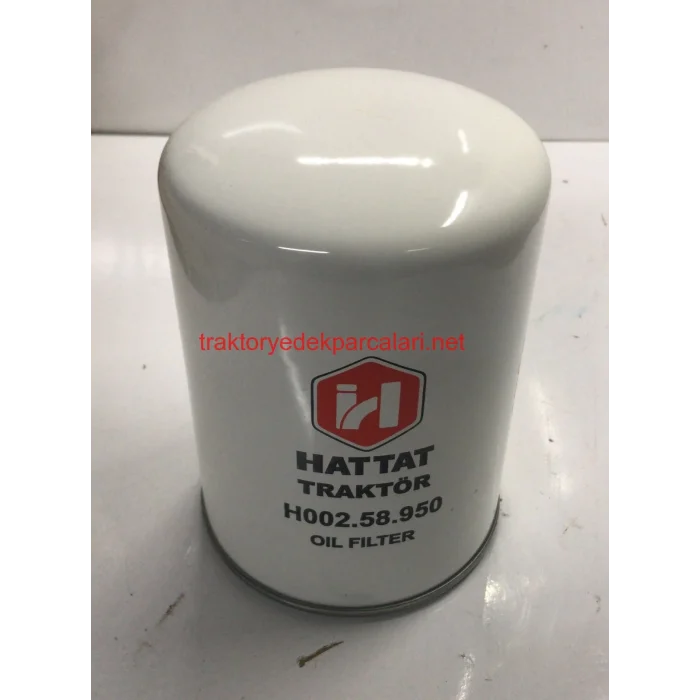 traktoryedekparcalari.net
HATTAT
TRAKTÖR
H002.58.950
OIL FILTER